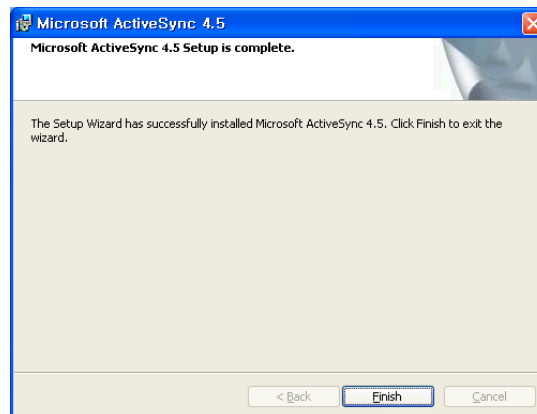 Microsoft ActiveSync 4.5
Microsoft ActiveSync 4.5 Setup is complete.
The Setup Wizard has successfully installed Microsoft ActiveSync 4.5. Click Finish to exit the
wizard.
< Back Finish Cancel